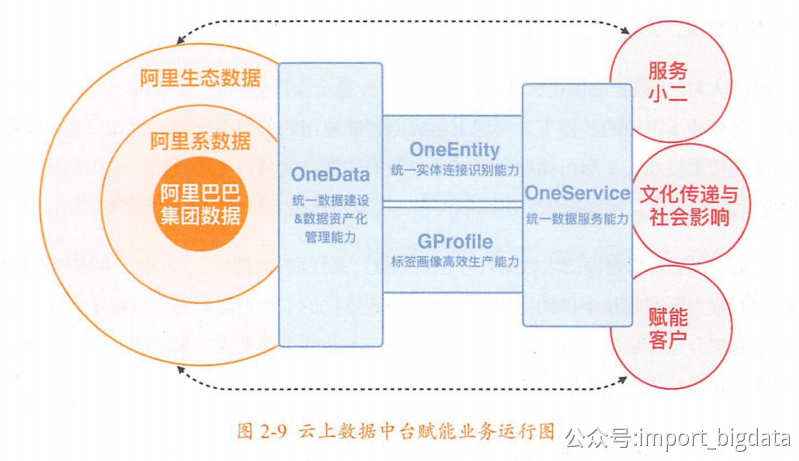 阿里生态数据
阿里系数据
阿里巴巴
集团数据
OneData
统一数据建设
&数据资产化
管理能力
OneEntity
统一实体连接识别能力
GProfile
标签画像高效生产能力
OneService
统一数据服务能力
服务
小二
文化传递与
社会影响
赋能
客户
图 2-9 云上数据中台赋能业务运行图
公众号:import_bigdata